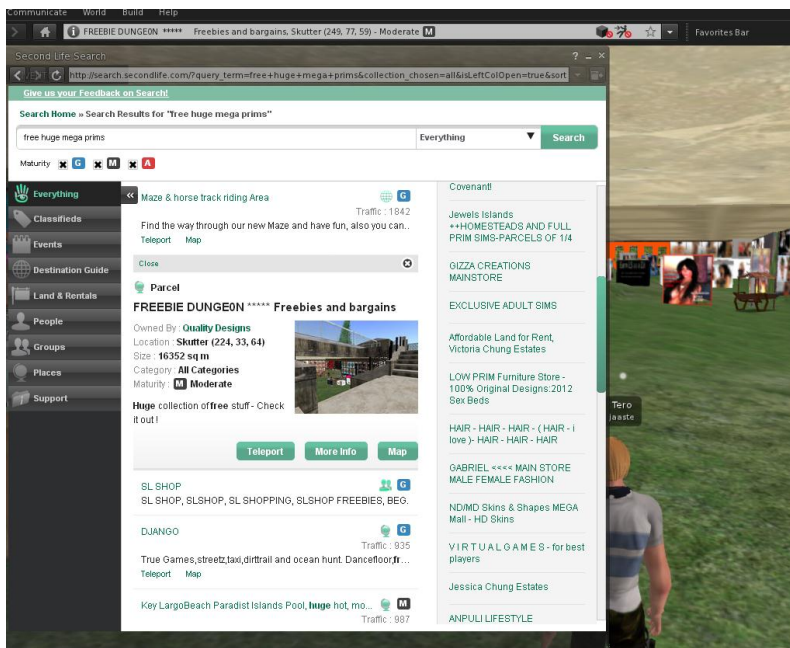 Communicate World Build Help
FREEBIE DUNGE0N ***** Freebies and bargains, Skutter (249, 77, 59) - Moderate M
Favorites Bar
Second Life Search
? _ ×
http://search.secondlife.com/?query_term=free+huge+mega+prims&collection_chosen=all&isLeftColOpen=true&sort
Give us your Feedback on Search!
Search Home » Search Results for "free huge mega prims"
free huge mega prims
Everything
Search
Maturity G M A
Everything
Classifieds
Events
Destination Guide
Land & Rentals
People
Groups
Places
Support
Maze & horse track riding Area G
Traffic : 1842
Find the way through our new Maze and have fun, also you can..
Teleport Map
Close
Parcel
FREEBIE DUNGE0N ***** Freebies and bargains
Owned By : Quality Designs
Location : Skutter (224, 33, 64)
Size : 16352 sq m
Category : All Categories
Maturity : M Moderate
Huge collection of free stuff - Check
it out !
Teleport More Info Map
SL SHOP G
SL SHOP, SLSHOP, SL SHOPPING, SLSHOP FREEBIES, BEG.
DJANGO G
Traffic : 935
True Games,streetz,taxi,dirttrail and ocean hunt. Dancefloor,fr...
Teleport Map
Key LargoBeach Paradist Islands Pool, huge hot, mo... M
Traffic : 987
Covenant!
Jewels Islands
++HOMESTEADS AND FULL
PRIM SIMS-PARCELS OF 1/4
GIZZA CREATIONS
MAINSTORE
EXCLUSIVE ADULT SIMS
Affordable Land for Rent,
Victoria Chung Estates
LOW PRIM Furniture Store -
100% Original Designs:2012
Sex Beds
HAIR - HAIR - HAIR - ( HAIR - i
love )- HAIR - HAIR - HAIR
GABRIEL <<<< MAIN STORE
MALE FEMALE FASHION
ND/MD Skins & Shapes MEGA
Mall - HD Skins
V I R T U A L G A M E S - for best
players
Jessica Chung Estates
ANPULI LIFESTYLE
Tero
jaaste